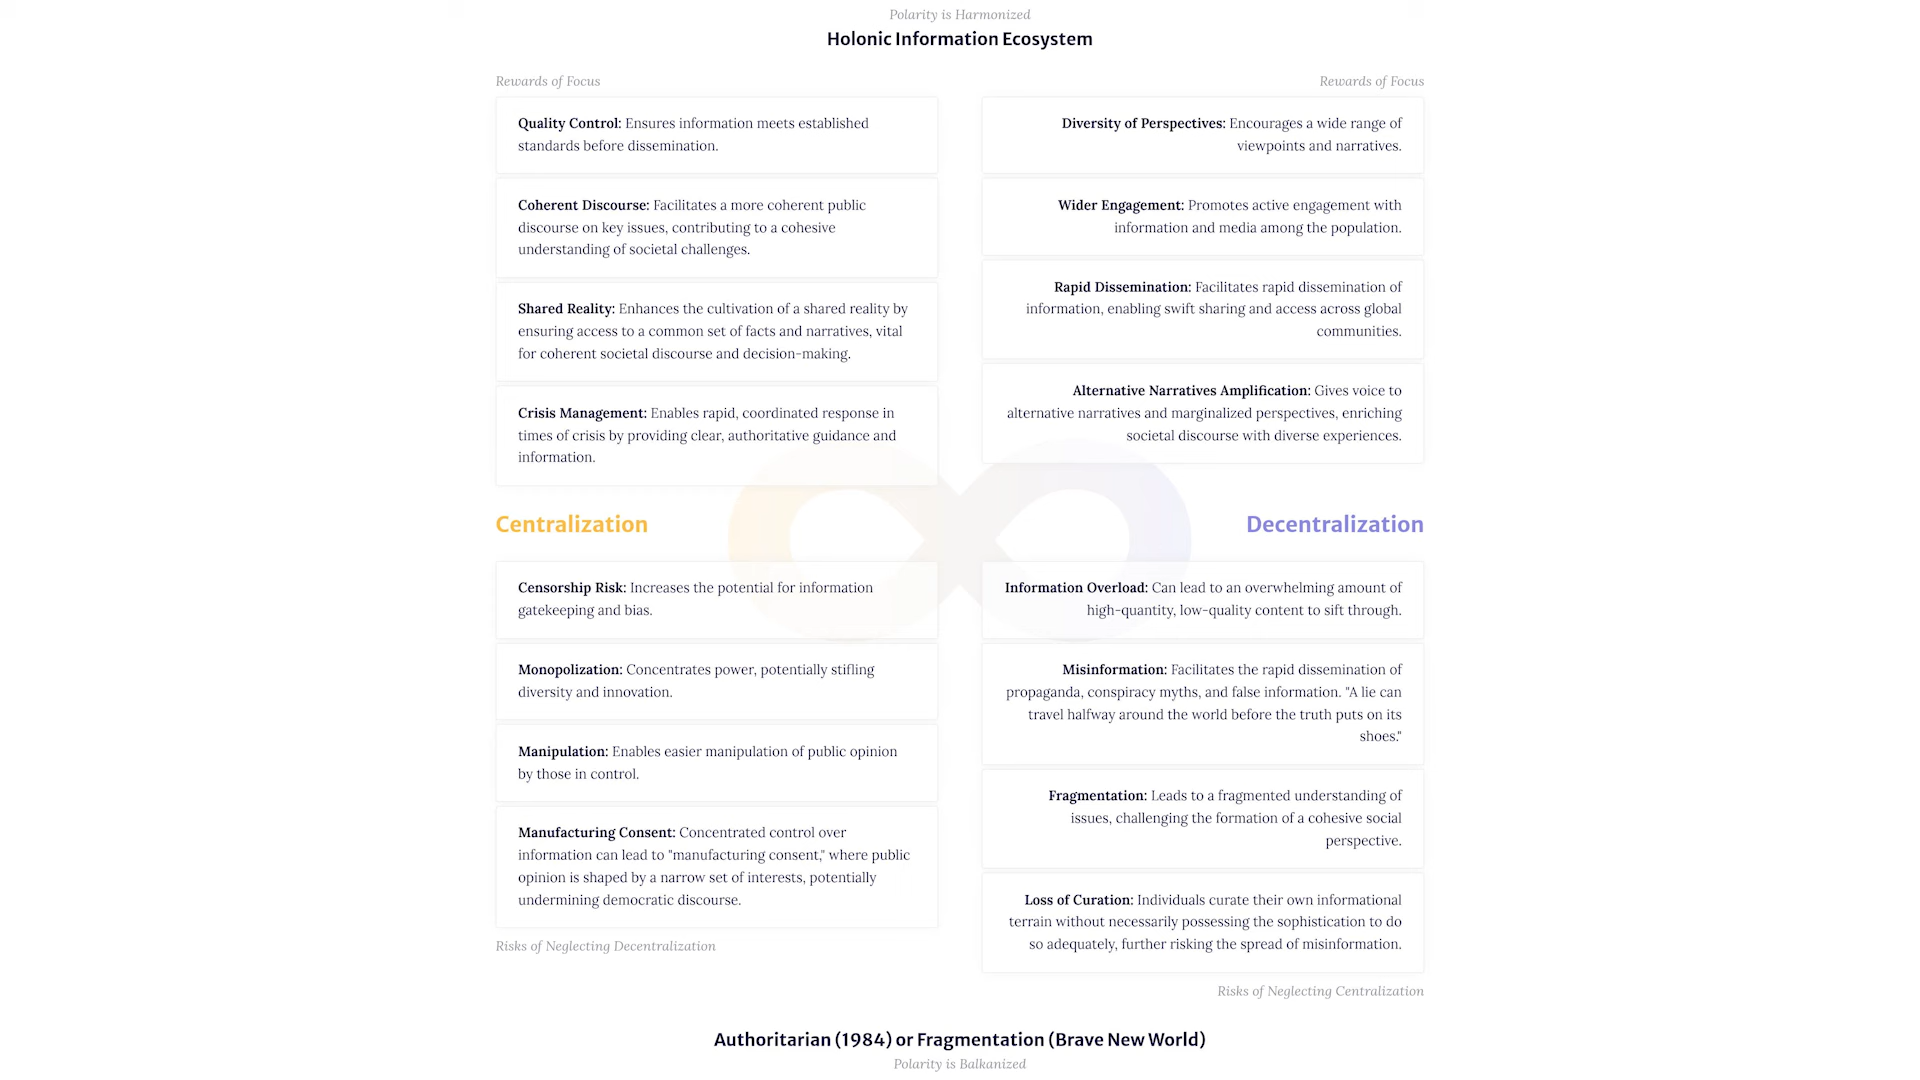 Polarity is Harmonized
Holonic Information Ecosystem
Rewards of Focus
Quality Control: Ensures information meets established
standards before dissemination.
Coherent Discourse: Facilitates a more coherent public
discourse on key issues, contributing to a cohesive
understanding of societal challenges.
Shared Reality: Enhances the cultivation of a shared reality by
ensuring access to a common set of facts and narratives, vital
for coherent societal discourse and decision-making.
Crisis Management: Enables rapid, coordinated response in
times of crisis by providing clear, authoritative guidance and
information.
Rewards of Focus
Diversity of Perspectives: Encourages a wide range of
viewpoints and narratives.
Wider Engagement: Promotes active engagement with
information and media among the population.
Rapid Dissemination: Facilitates rapid dissemination of
information, enabling swift sharing and access across global
communities.
Alternative Narratives Amplification: Gives voice to
alternative narratives and marginalized perspectives, enriching
societal discourse with diverse experiences.
Centralization
Decentralization
Censorship Risk: Increases the potential for information
gatekeeping and bias.
Monopolization: Concentrates power, potentially stifling
diversity and innovation.
Manipulation: Enables easier manipulation of public opinion
by those in control.
Manufacturing Consent: Concentrated control over
information can lead to "manufacturing consent," where public
opinion is shaped by a narrow set of interests, potentially
undermining democratic discourse.
Risks of Neglecting Decentralization
Information Overload: Can lead to an overwhelming amount of
high-quantity, low-quality content to sift through.
Misinformation: Facilitates the rapid dissemination of
propaganda, conspiracy myths, and false information. "A lie can
travel halfway around the world before the truth puts on its
shoes."
Fragmentation: Leads to a fragmented understanding of
issues, challenging the formation of a cohesive social
perspective.
Loss of Curation: Individuals curate their own informational
terrain without necessarily possessing the sophistication to do
so adequately, further risking the spread of misinformation.
Risks of Neglecting Centralization
Authoritarian (1984) or Fragmentation (Brave New World)
Polarity is Balkanized